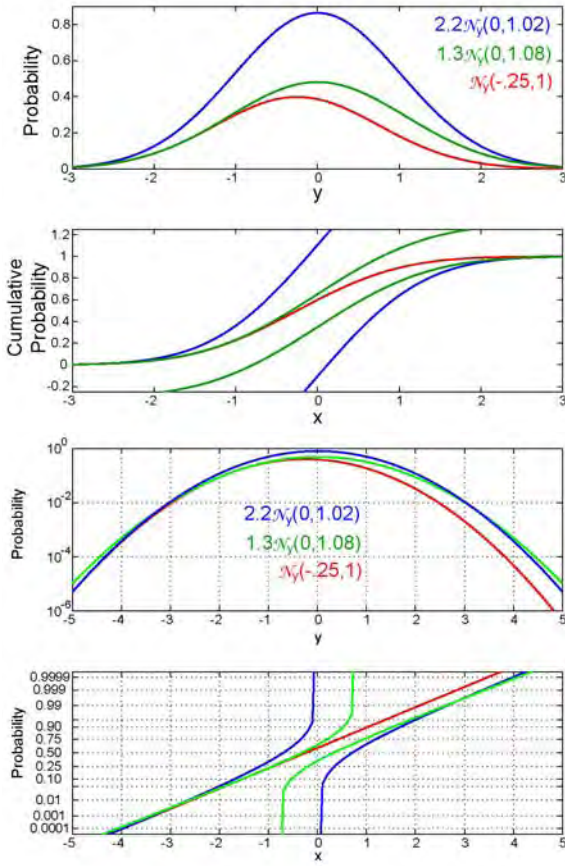 0.8
0.6
0.4
0.2
0
Probability
2.2𝒩y(0,1.02)
1.3𝒩y(0,1.08)
𝒩y(-.25,1)
-3 -2 -1 0 1 2 3
y
1.2
1
0.8
0.6
0.4
0.2
0
-0.2
Cumulative
Probability
-3 -2 -1 0 1 2 3
x
10^0
10^-2
10^-4
10^-6
Probability
2.2𝒩y(0,1.02)
1.3𝒩y(0,1.08)
𝒩y(-.25,1)
-5 -4 -3 -2 -1 0 1 2 3 4 5
y
0.9999
0.999
0.99
0.90
0.75
0.50
0.10
0.01
0.001
0.0001
Probability
-5 -4 -3 -2 -1 0 1 2 3 4 5
x